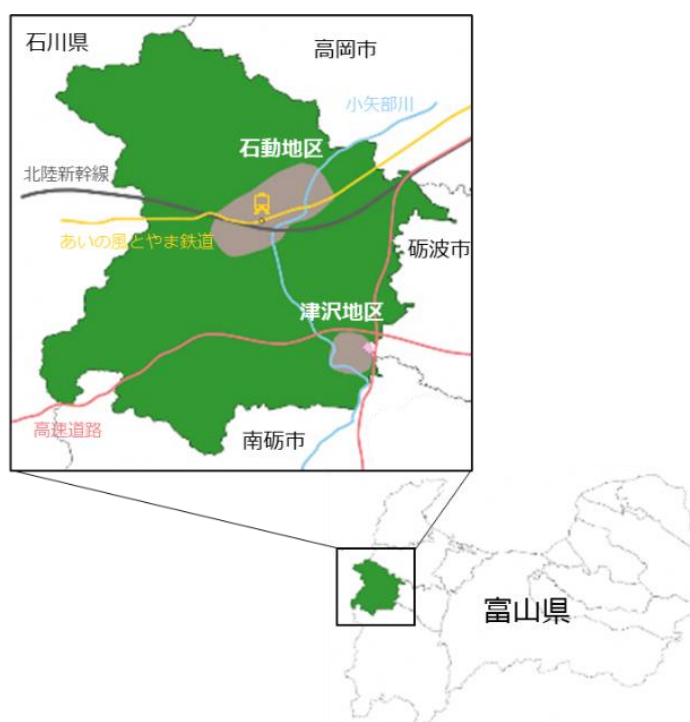 石川県
高岡市
小矢部川
石動地区
北陸新幹線
あいの風とやま鉄道
砺波市
津沢地区
高速道路
南砺市
富山県